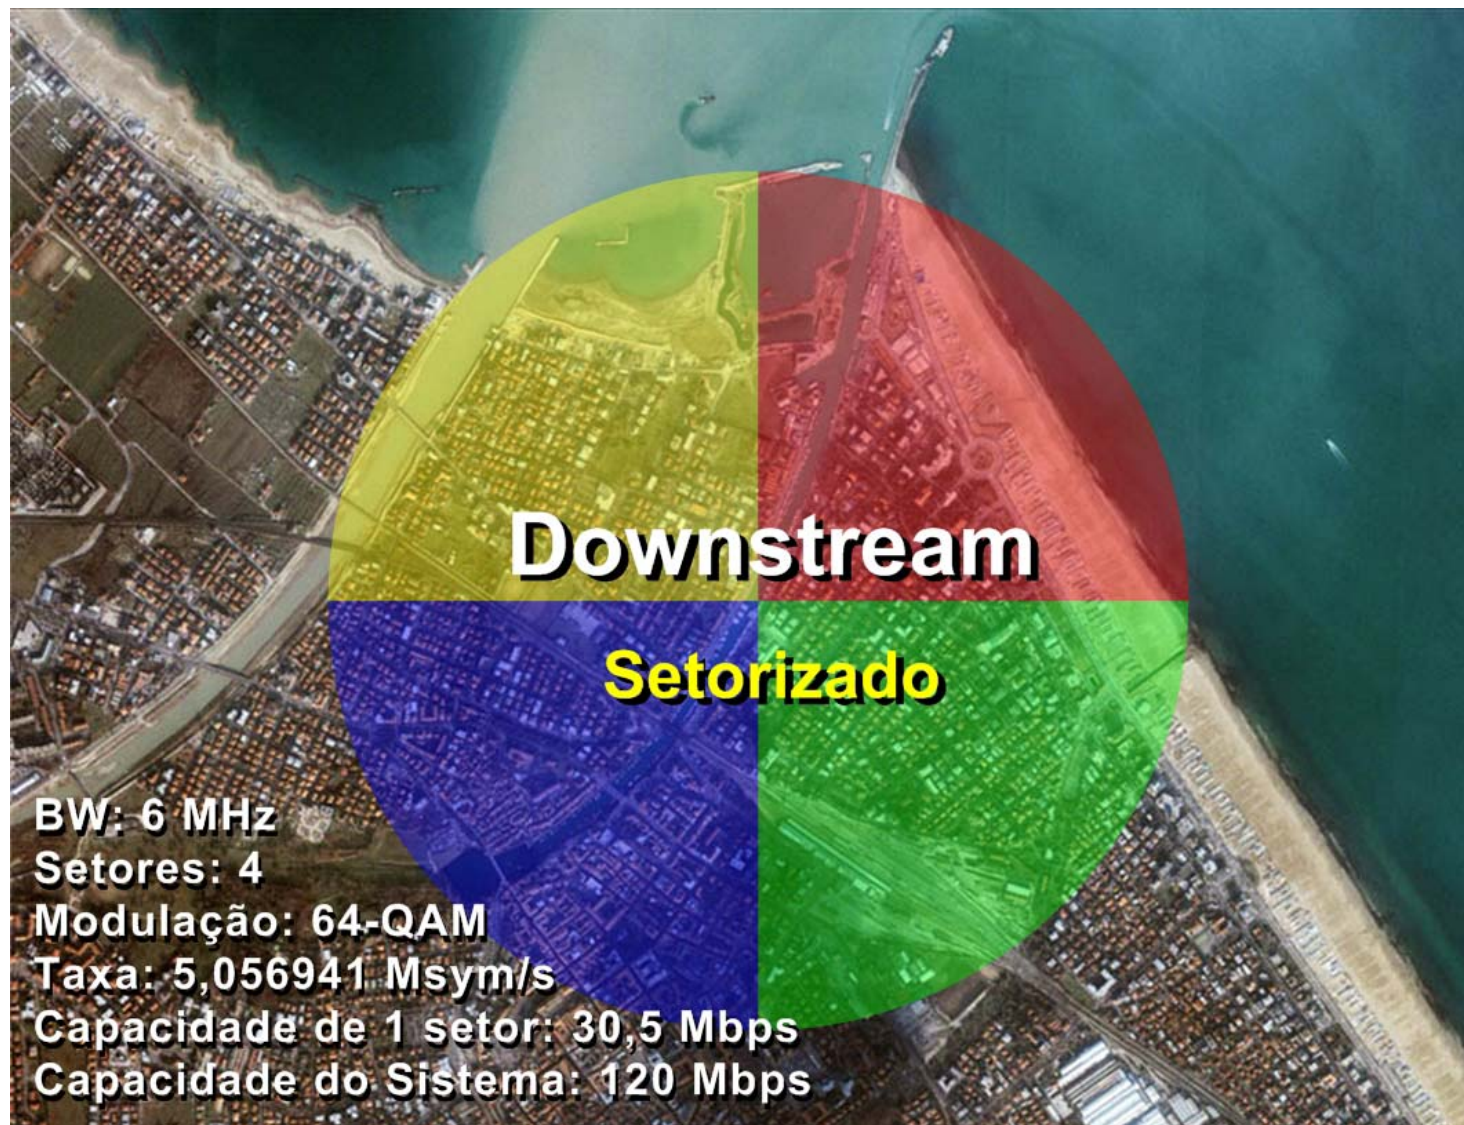 Downstream
Setorizado
BW: 6 MHz
Setores: 4
Modulação: 64-QAM
Taxa: 5,056941 Msym/s
Capacidade de 1 setor: 30,5 Mbps
Capacidade do Sistema: 120 Mbps